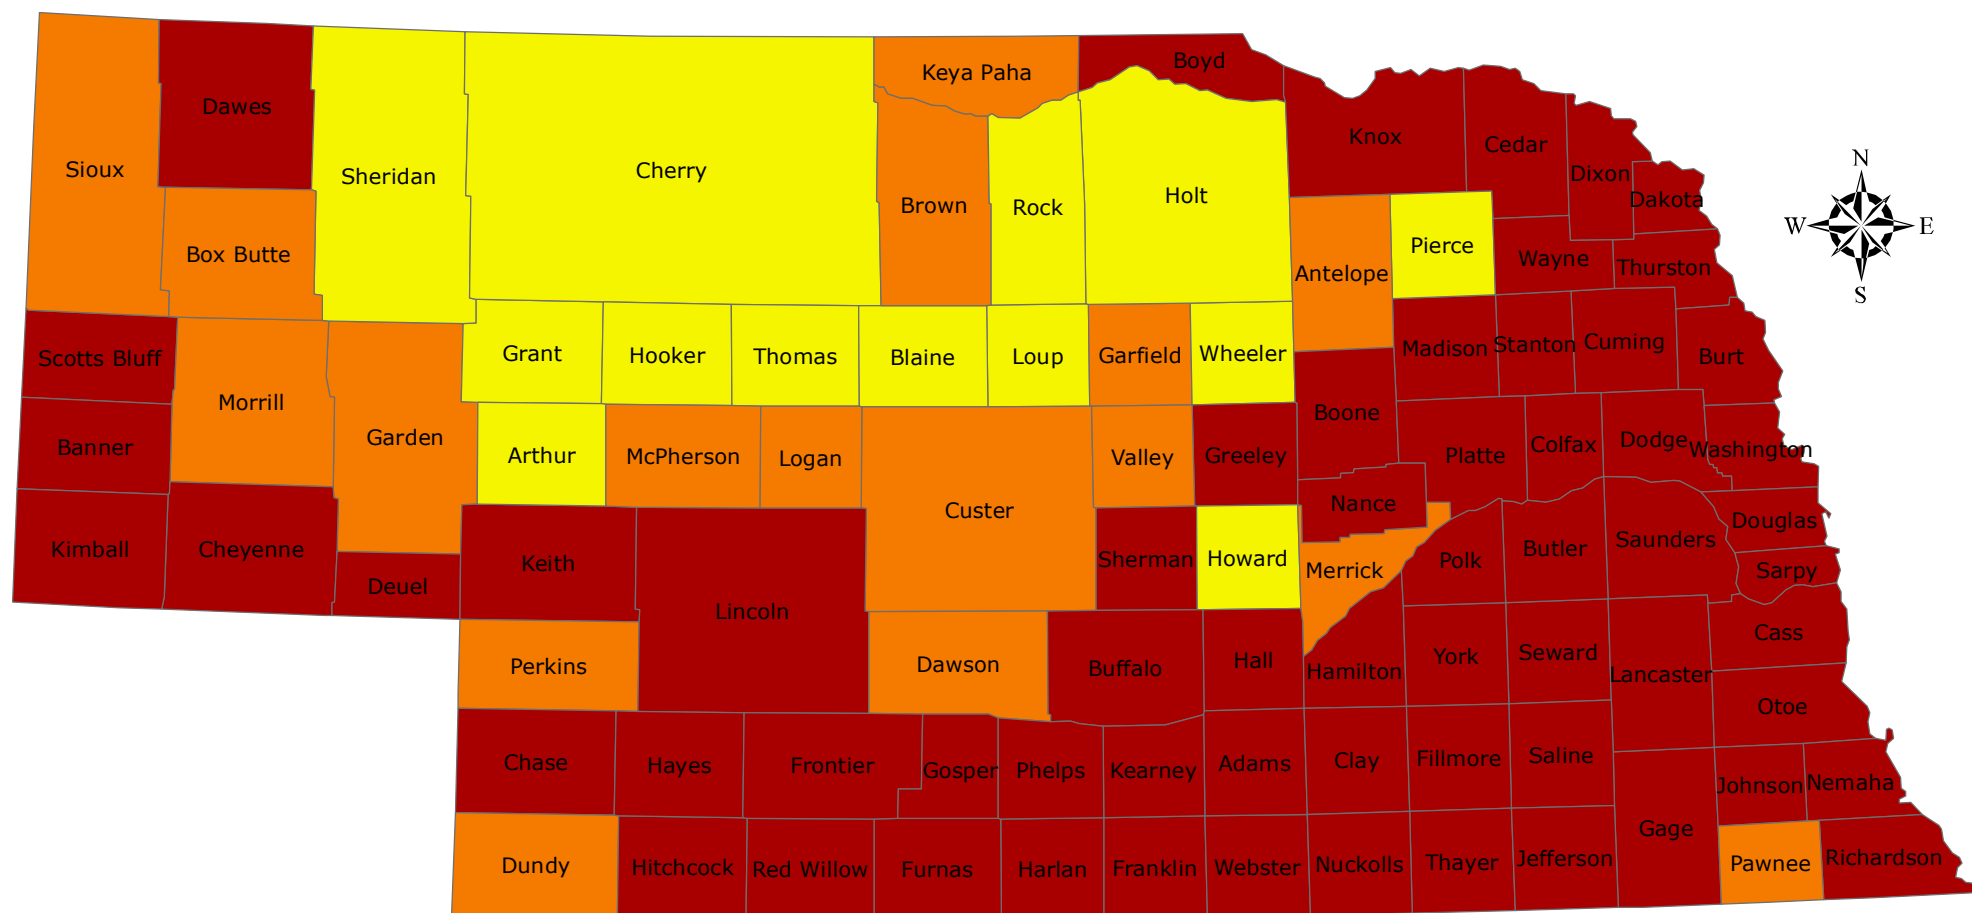 Boyd
Keya Paha
Dawes
Knox
Cedar
Sioux
Sheridan
Cherry
Dixon
Dakota
Holt
Brown
Rock
N
W
E
S
Box Butte
Pierce
Antelope
Wayne
Thurston
Scotts Bluff
Grant
Hooker
Thomas
Blaine
Loup
Garfield
Wheeler
Madison
Stanton
Cuming
Burt
Morrill
Boone
Banner
Garden
Arthur
McPherson
Logan
Valley
Greeley
Platte
Colfax
Dodge
Washington
Custer
Nance
Kimball
Cheyenne
Deuel
Keith
Sherman
Howard
Merrick
Polk
Butler
Saunders
Douglas
Sarpy
Lincoln
Cass
Perkins
Dawson
Buffalo
Hall
Hamilton
York
Seward
Lancaster
Otoe
Chase
Hayes
Frontier
Gosper
Phelps
Kearney
Adams
Clay
Fillmore
Saline
Johnson
Nemaha
Gage
Dundy
Hitchcock
Red Willow
Furnas
Harlan
Franklin
Webster
Nuckolls
Thayer
Jefferson
Pawnee
Richardson